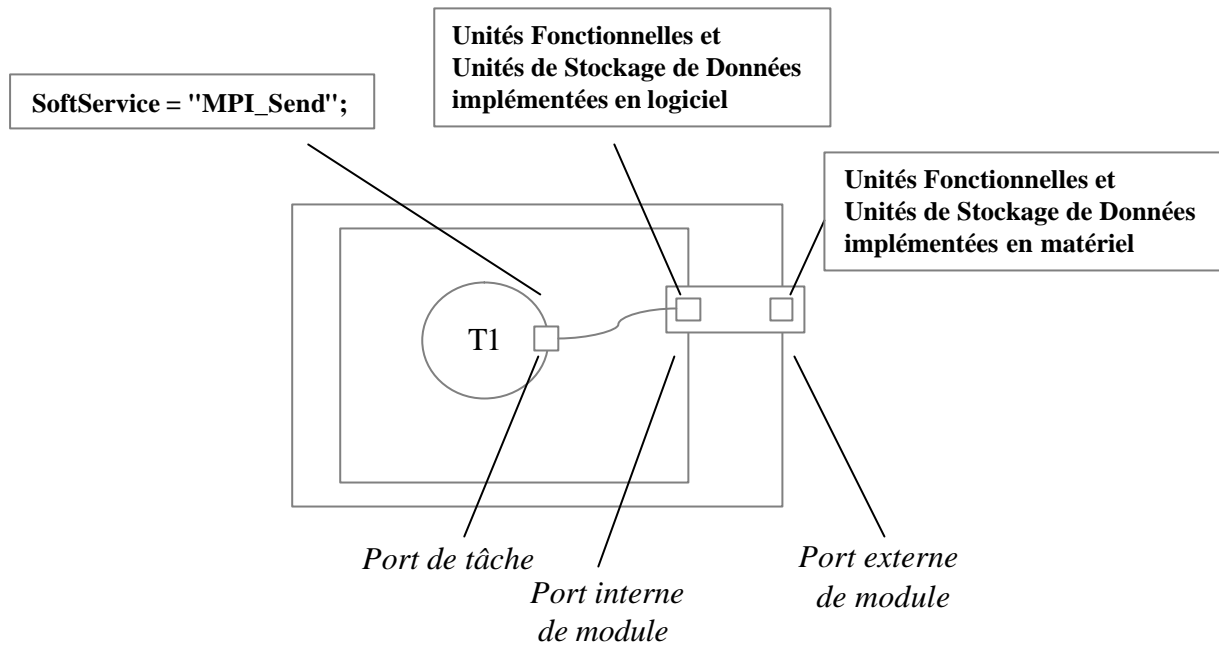 Unités Fonctionnelles et
Unités de Stockage de Données
implémentées en logiciel
SoftService = "MPI_Send";
Unités Fonctionnelles et
Unités de Stockage de Données
implémentées en matériel
T1
Port de tâche
Port interne
de module
Port externe
de module